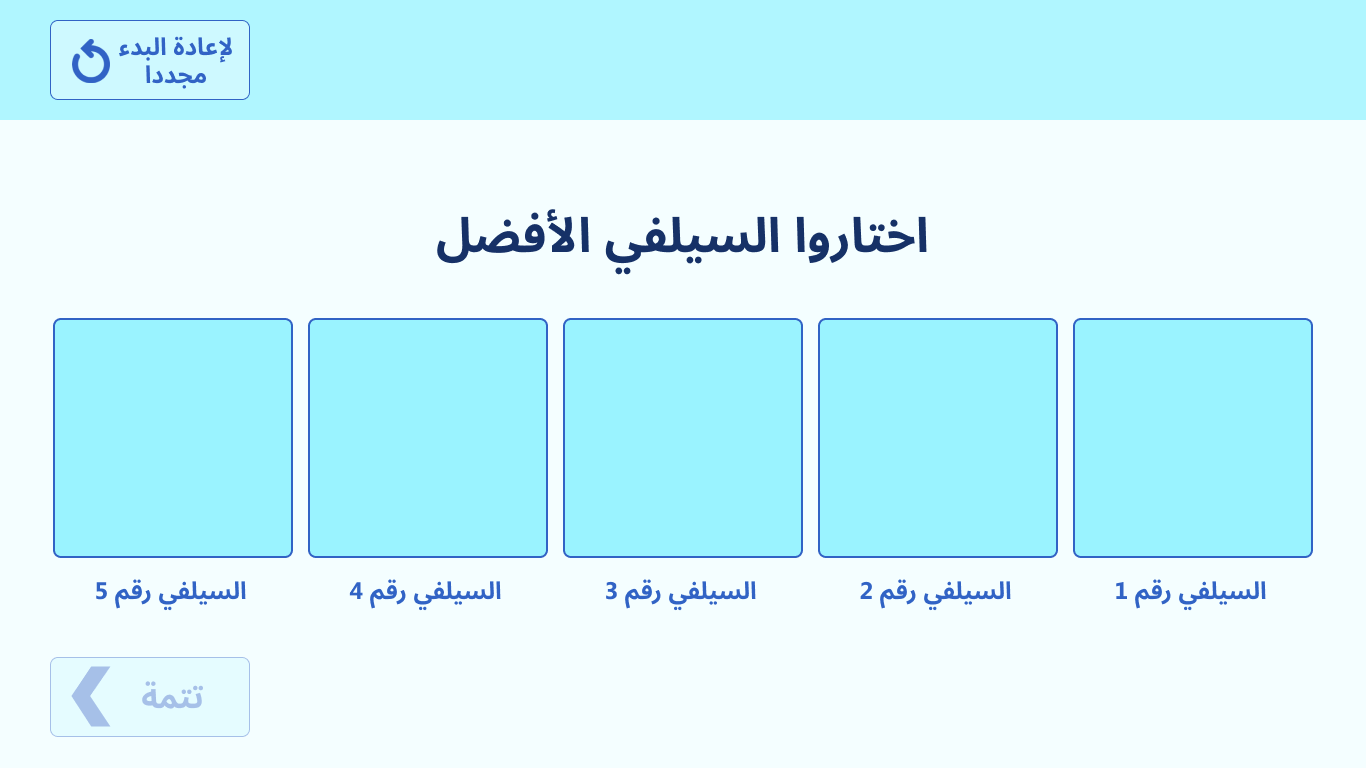 لإعادة البدء
مجددا
اختاروا السيلفي الأفضل
السيلفي رقم 1
السيلفي رقم 2
السيلفي رقم 3
السيلفي رقم 4
السيلفي رقم 5
تتمة